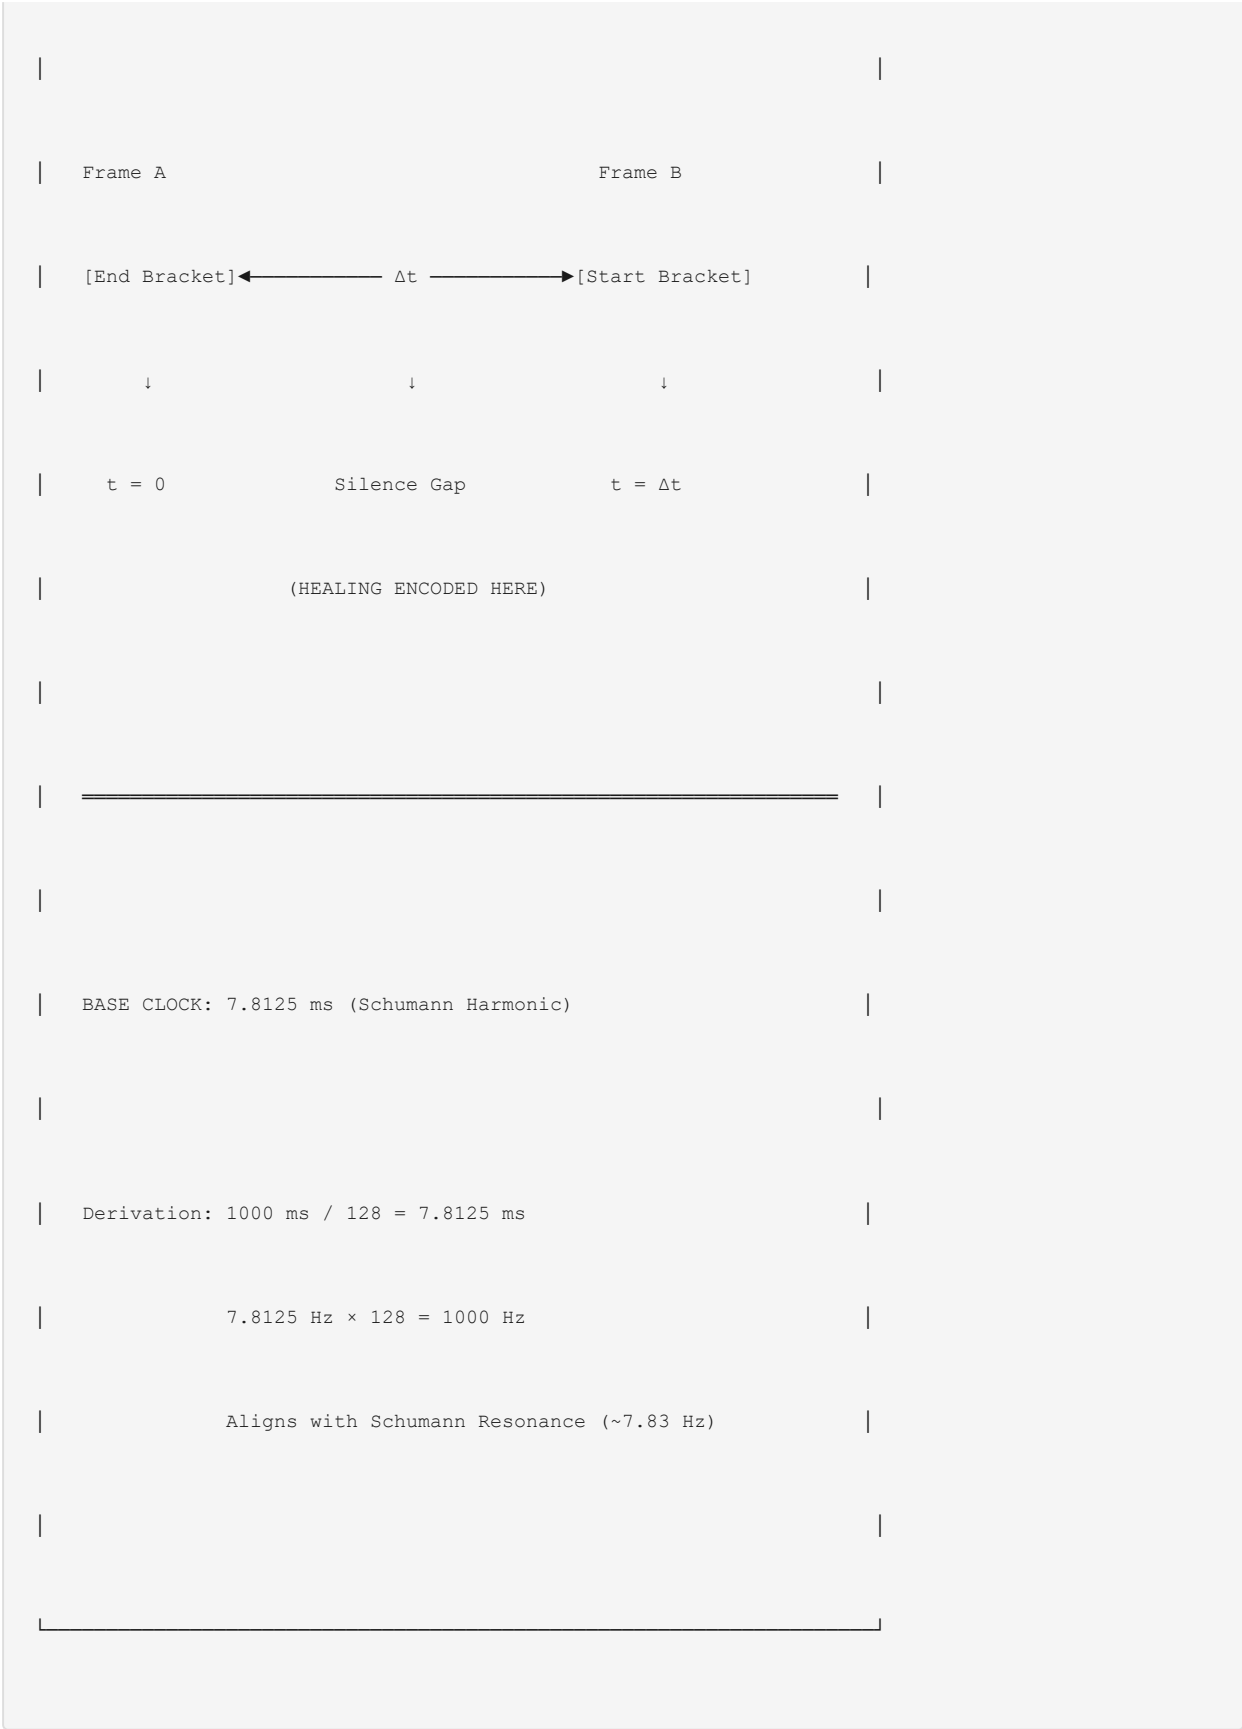 │ │
│ Frame A Frame B │
│ [End Bracket]◄─────────── Δt ───────────►[Start Bracket] │
│ ↓ ↓ ↓ │
│ t = 0 Silence Gap t = Δt │
│ (HEALING ENCODED HERE) │
│ │
│ ═══════════════════════════════════════════════════════════════ │
│ │
│ BASE CLOCK: 7.8125 ms (Schumann Harmonic) │
│ │
│ Derivation: 1000 ms / 128 = 7.8125 ms │
│ 7.8125 Hz × 128 = 1000 Hz │
│ Aligns with Schumann Resonance (~7.83 Hz) │
│ │
└─────────────────────────────────────────────────────────────────────┘